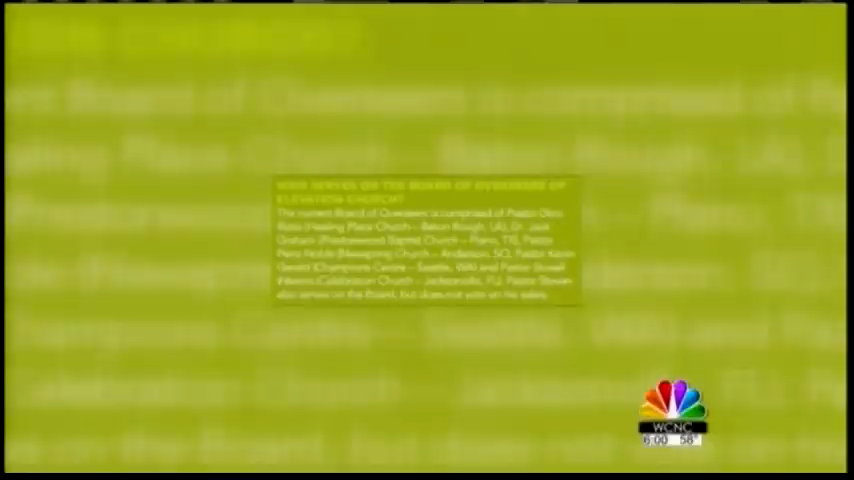 WHO SERVES ON THE BOARD OF OVERSEERS OF
ELEVATION CHURCH?
The current Board of Overseers is comprised of Pastor Dino
Rizzo (Healing Place Church – Baton Rouge, LA), Dr. Jack
Graham (Prestonwood Baptist Church – Plano, TX), Pastor
Perry Noble (Newspring Church – Anderson, SC), Pastor Kevin
Gerald (Champions Centre – Seattle, WA) and Pastor Stovall
Weems (Celebration Church – Jacksonville, FL). Pastor Steven
also serves on the Board, but does not vote on his salary.
WCNC
6:00 58°